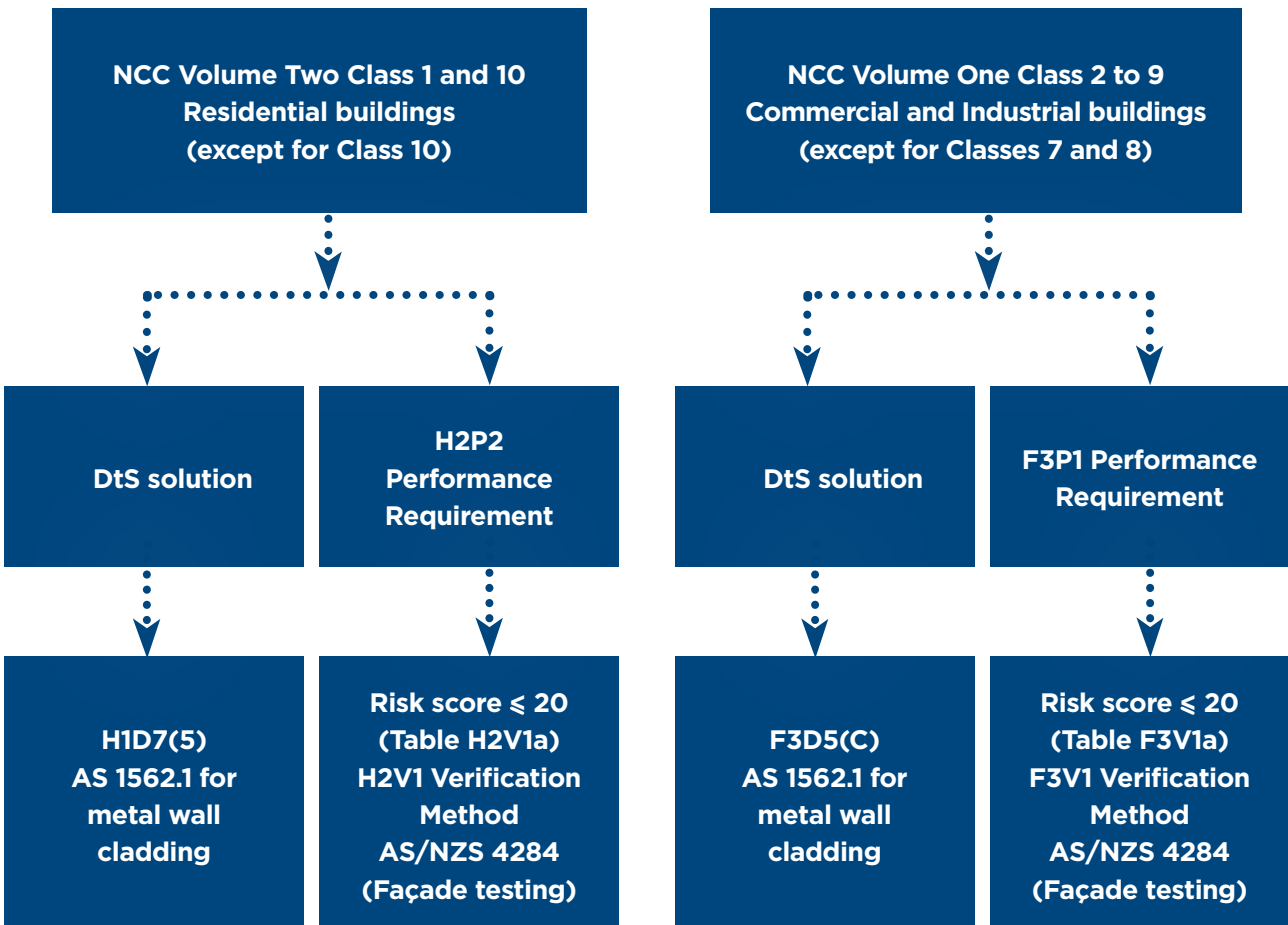 NCC Volume Two Class 1 and 10
Residential buildings
(except for Class 10)
NCC Volume One Class 2 to 9
Commercial and Industrial buildings
(except for Classes 7 and 8)
DtS solution
H2P2
Performance
Requirement
DtS solution
F3P1 Performance
Requirement
H1D7(5)
AS 1562.1 for
metal wall
cladding
Risk score ⩽ 20
(Table H2V1a)
H2V1 Verification
Method
AS/NZS 4284
(Façade testing)
F3D5(C)
AS 1562.1 for
metal wall
cladding
Risk score ⩽ 20
(Table F3V1a)
F3V1 Verification
Method
AS/NZS 4284
(Façade testing)